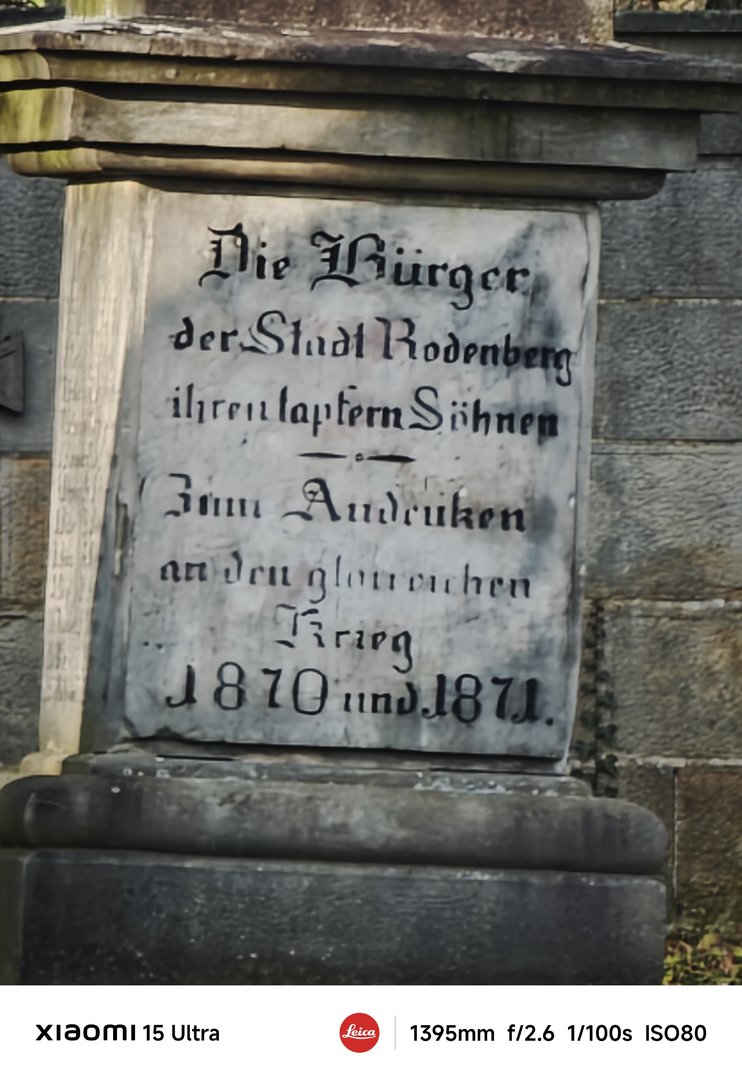 Die Bürger
der Stadt Rodenberg
ihren tapfern Söhnen
Zum Andenken
an den glorreichen
Krieg
1870 und 1871.
XIAOMI 15 Ultra
Leica
1395mm f/2.6 1/100s ISO80